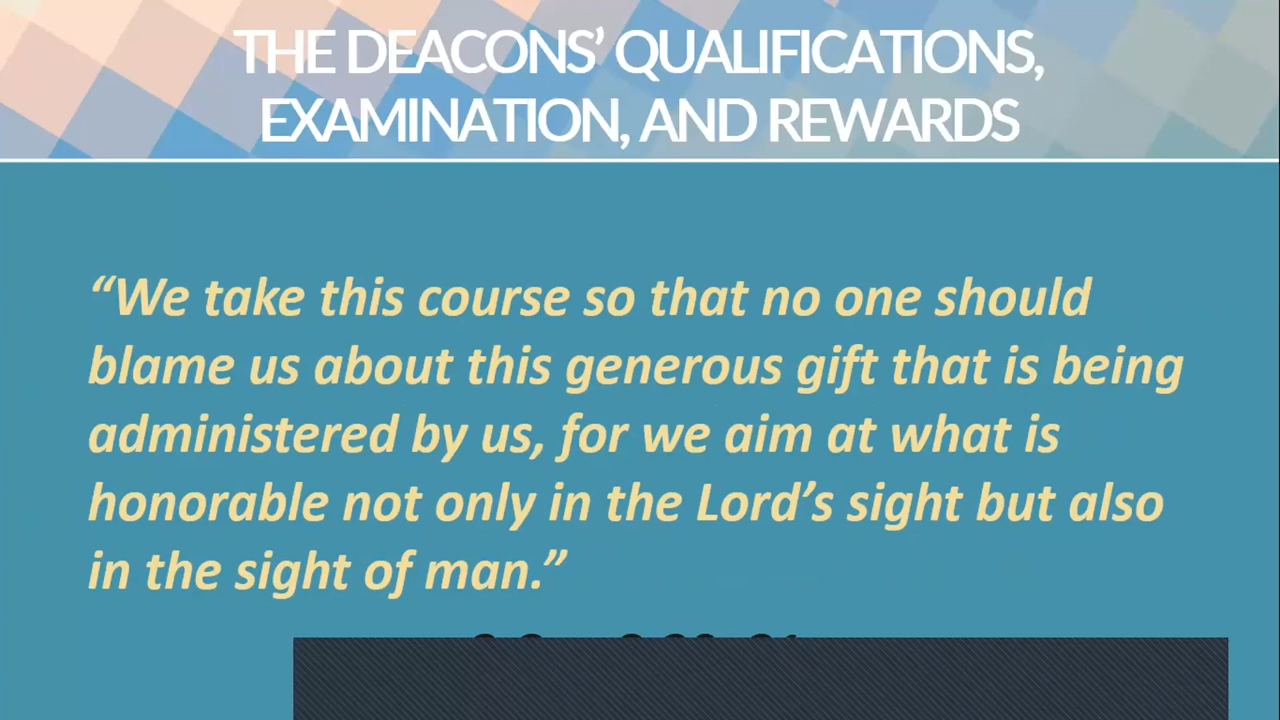 THE DEACONS’ QUALIFICATIONS,
EXAMINATION, AND REWARDS
“We take this course so that no one should
blame us about this generous gift that is being
administered by us, for we aim at what is
honorable not only in the Lord’s sight but also
in the sight of man.”